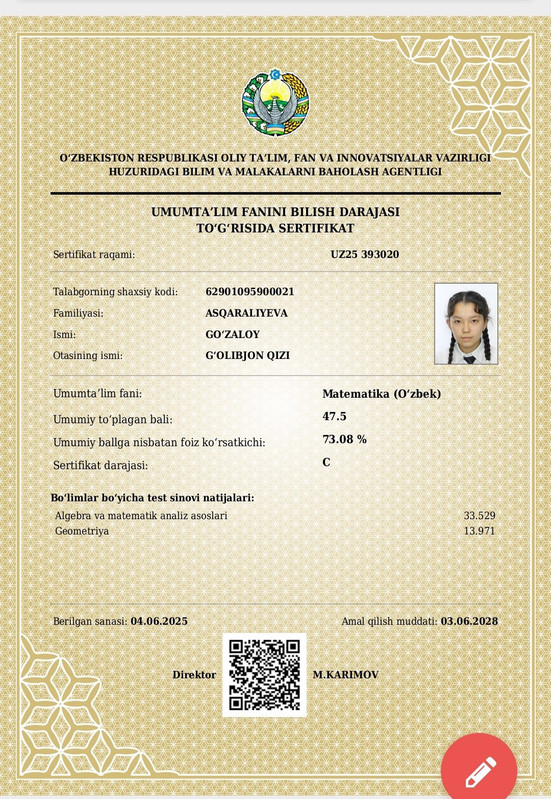 O‘ZBEKISTON RESPUBLIKASI OLIY TA’LIM, FAN VA INNOVATSIYALAR VAZIRLIGI
HUZURIDAGI BILIM VA MALAKALARNI BAHOLASH AGENTLIGI
UMUMTA’LIM FANINI BILISH DARAJASI
TO‘G‘RISIDA SERTIFIKAT
Sertifikat raqami: UZ25 393020
Talabgorning shaxsiy kodi: 62901095900021
Familiyasi: ASQARALIYEVA
Ismi: GO‘ZALOY
Otasining ismi: G‘OLIBJON QIZI
Umumta’lim fani: Matematika (O‘zbek)
Umumiy to‘plagan bali: 47.5
Umumiy ballga nisbatan foiz ko‘rsatkichi: 73.08 %
Sertifikat darajasi: C
Bo‘limlar bo‘yicha test sinovi natijalari:
Algebra va matematik analiz asoslari 33.529
Geometriya 13.971
Berilgan sanasi: 04.06.2025 Amal qilish muddati: 03.06.2028
Direktor M.KARIMOV